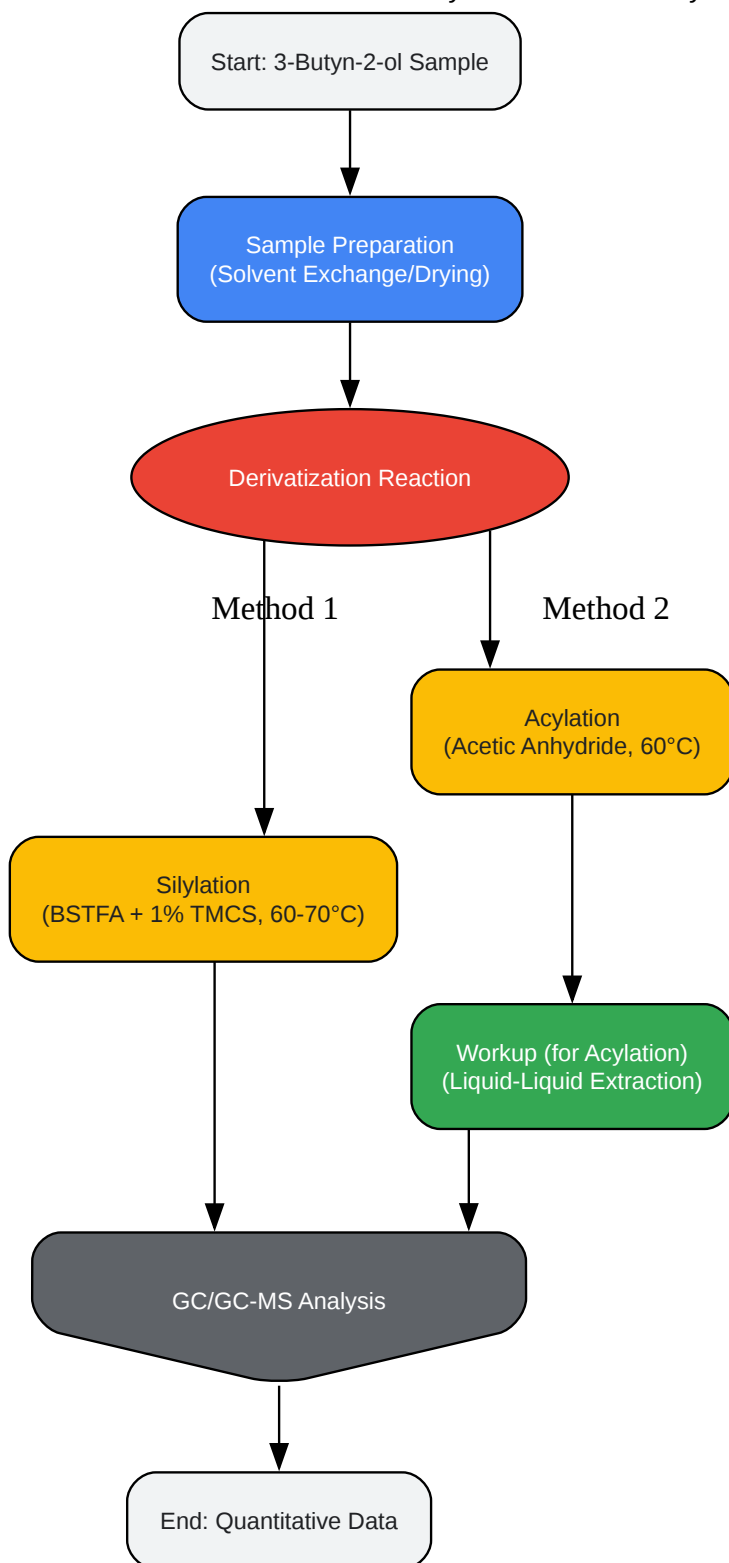 Start: 3-Butyn-2-ol Sample
Sample Preparation
(Solvent Exchange/Drying)
Derivatization Reaction
Method 1
Method 2
Acylation
(Acetic Anhydride, 60°C)
Silylation
(BSTFA + 1% TMCS, 60-70°C)
Workup (for Acylation)
(Liquid-Liquid Extraction)
GC/GC-MS Analysis
End: Quantitative Data